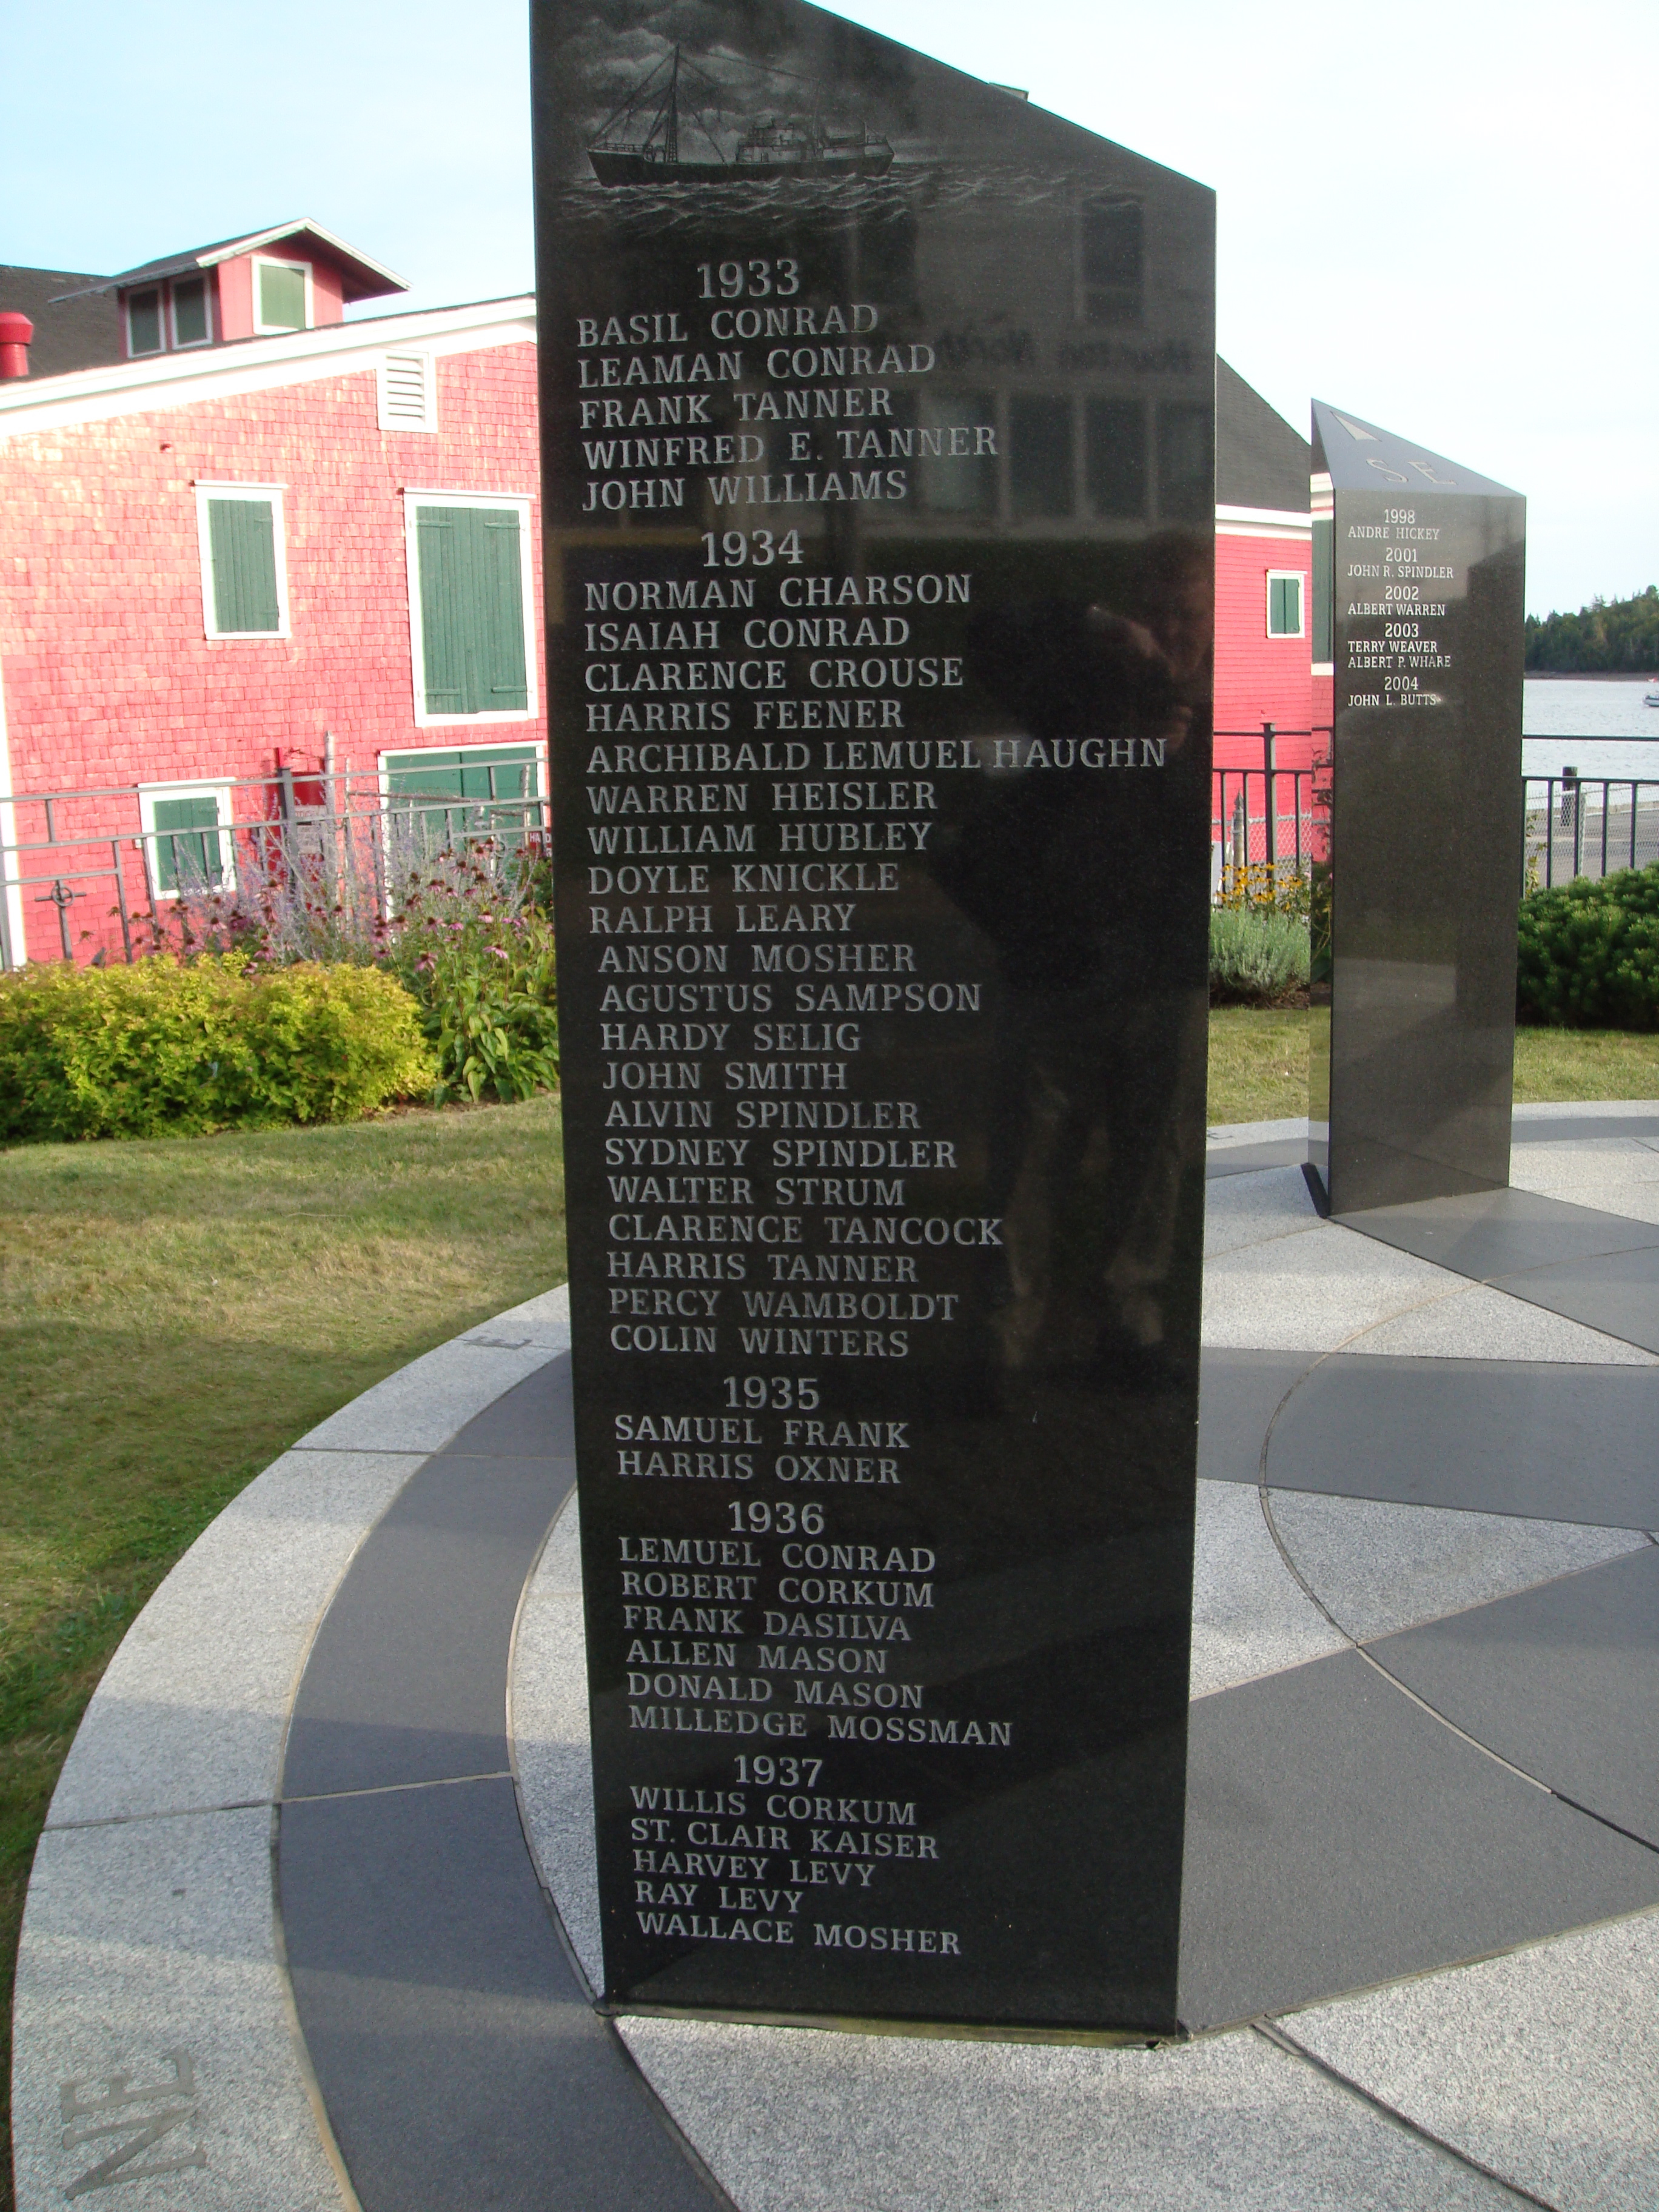 1933
BASIL CONRAD
LEAMAN CONRAD
FRANK TANNER
WINFRED E. TANNER
JOHN WILLIAMS
1934
NORMAN CHARSON
ISAIAH CONRAD
CLARENCE CROUSE
HARRIS FEENER
ARCHIBALD LEMUEL HAUGHN
WARREN HEISLER
WILLIAM HUBLEY
DOYLE KNICKLE
RALPH LEARY
ANSON MOSHER
AGUSTUS SAMPSON
HARDY SELIG
JOHN SMITH
ALVIN SPINDLER
SYDNEY SPINDLER
WALTER STRUM
CLARENCE TANCOCK
HARRIS TANNER
PERCY WAMBOLDT
COLIN WINTERS
1935
SAMUEL FRANK
HARRIS OXNER
1936
LEMUEL CONRAD
ROBERT CORKUM
FRANK DASILVA
ALLEN MASON
DONALD MASON
MILLEDGE MOSSMAN
1937
WILLIS CORKUM
ST. CLAIR KAISER
HARVEY LEVY
RAY LEVY
WALLACE MOSHER
SE
1998
ANDRE HICKEY
2001
JOHN R. SPINDLER
2002
ALBERT WARREN
2003
TERRY WEAVER
ALBERT P. WHARE
2004
JOHN L. BUTTS
NE